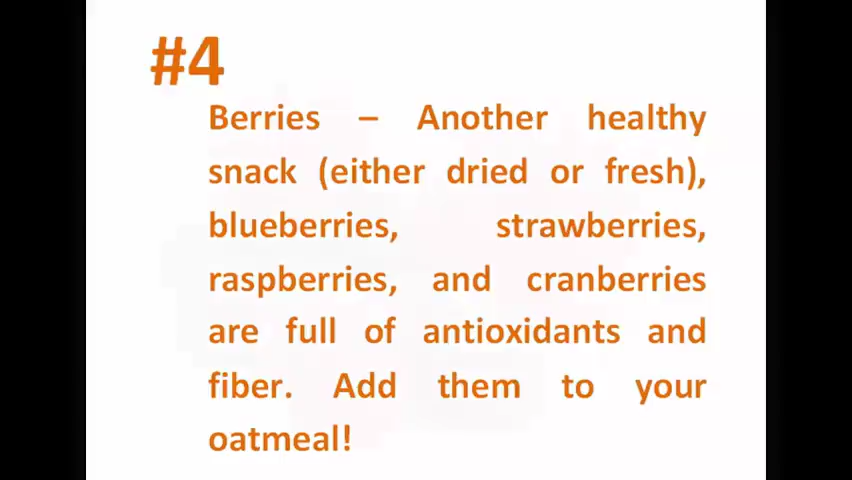 #4
Berries – Another healthy
snack (either dried or fresh),
blueberries, strawberries,
raspberries, and cranberries
are full of antioxidants and
fiber. Add them to your
oatmeal!